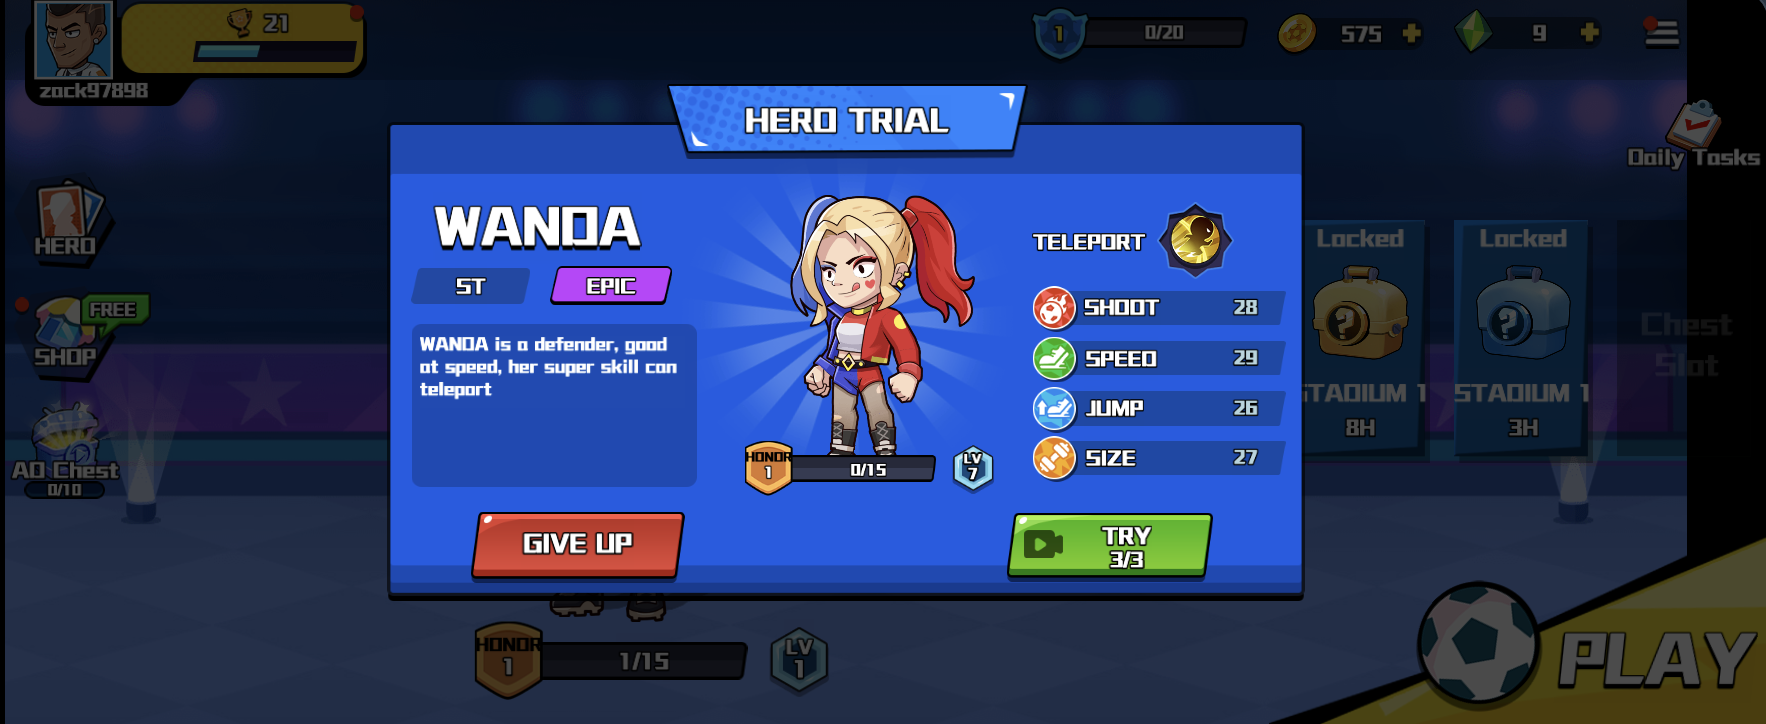 21
zack97898
1
0/20
575
9
Daily Tasks
HERO
FREE
SHOP
AD Chest
0/10
HERO TRIAL
WANDA
ST
EPIC
WANDA is a defender, good
at speed, her super skill can
teleport
HONOR
1
0/15
LV
7
TELEPORT
SHOOT 28
SPEED 29
JUMP 26
SIZE 27
GIVE UP
TRY
3/3
Locked
STADIUM 1
8H
Locked
STADIUM 1
3H
Chest
Slot
HONOR
1
1/15
LV
1
PLAY